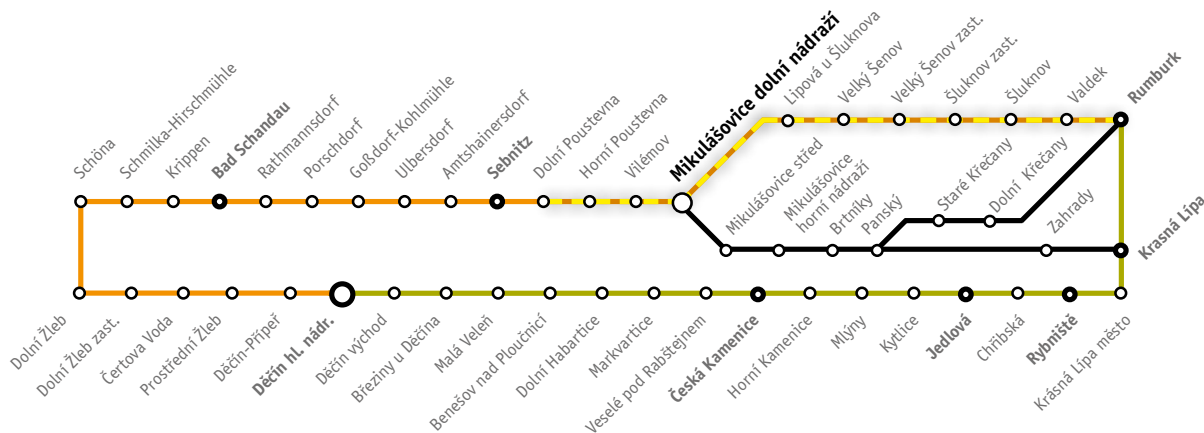 Schöna
Schmilka-Hirschmühle
Krippen
Bad Schandau
Rathmannsdorf
Porschdorf
Goßdorf-Kohlmühle
Ulbersdorf
Amtshainersdorf
Sebnitz
Dolní Poustevna
Horní Poustevna
Vilémov
Mikulášovice dolní nádraží
Lipová u Šluknova
Velký Šenov
Velký Šenov zast.
Šluknov zast.
Šluknov
Valdek
Rumburk
Mikulášovice střed
Mikulášovice
horní nádraží
Brtníky
Panský
Staré Křečany
Dolní Křečany
Zahrady
Krasná Lípa
Dolní Žleb
Dolní Žleb zast.
Čertova Voda
Prostřední Žleb
Děčín-Přípeř
Děčín hl. nádr.
Děčín východ
Březiny u Děčína
Malá Veleň
Benešov nad Ploučnicí
Dolní Habartice
Markvartice
Veselé pod Rabštejnem
Česká Kamenice
Horní Kamenice
Mlýny
Kytlice
Jedlová
Chřibská
Rybniště
Krásná Lípa město